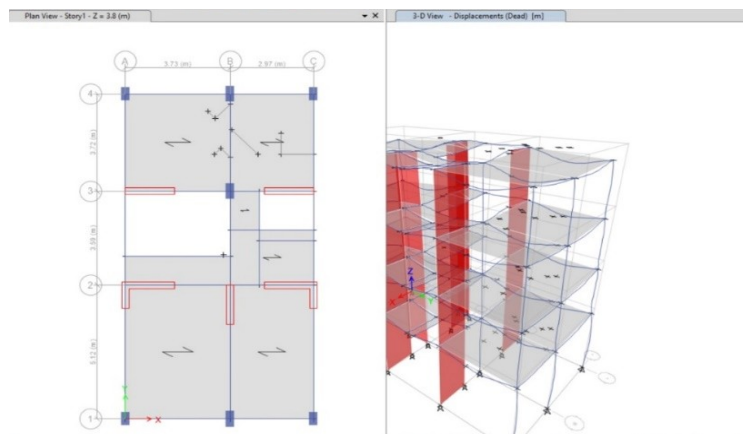 Plan View - Story1 - Z = 3.8 (m)
3-D View - Displacements (Dead) [m]
A
B
C
3.73 (m)
2.97 (m)
4
3.72 (m)
3
3.59 (m)
2
5.12 (m)
1
Y
X
Z
X
Y